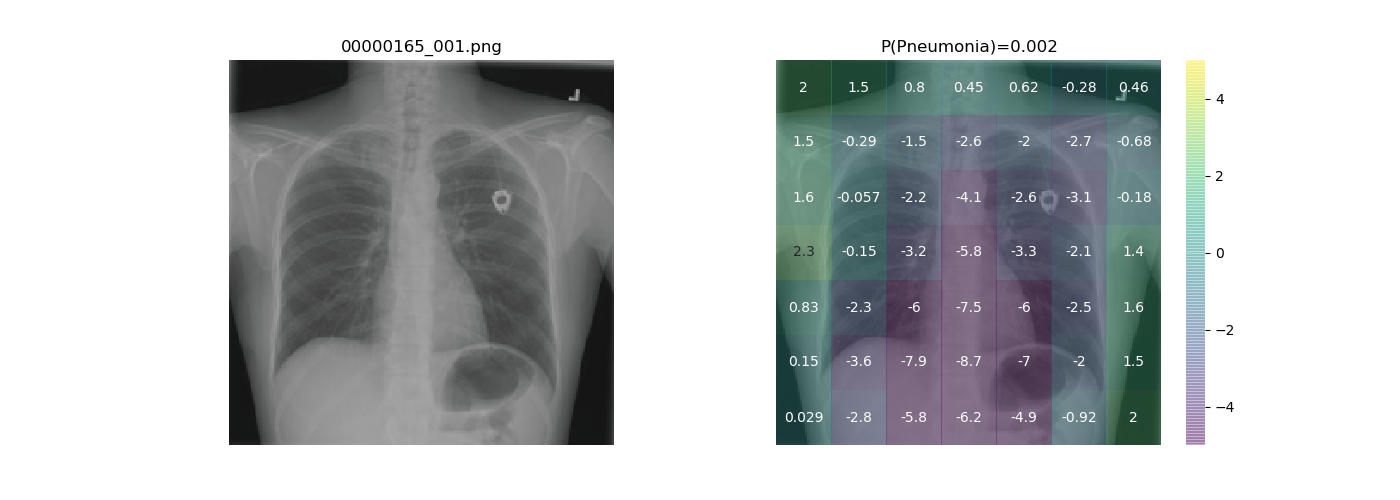 00000165_001.png
P(Pneumonia)=0.002
L
2 1.5 0.8 0.45 0.62 -0.28 0.46
1.5 -0.29 -1.5 -2.6 -2 -2.7 -0.68
1.6 -0.057 -2.2 -4.1 -2.6 -3.1 -0.18
2.3 -0.15 -3.2 -5.8 -3.3 -2.1 1.4
0.83 -2.3 -6 -7.5 -6 -2.5 1.6
0.15 -3.6 -7.9 -8.7 -7 -2 1.5
0.029 -2.8 -5.8 -6.2 -4.9 -0.92 2
4
2
0
−2
−4